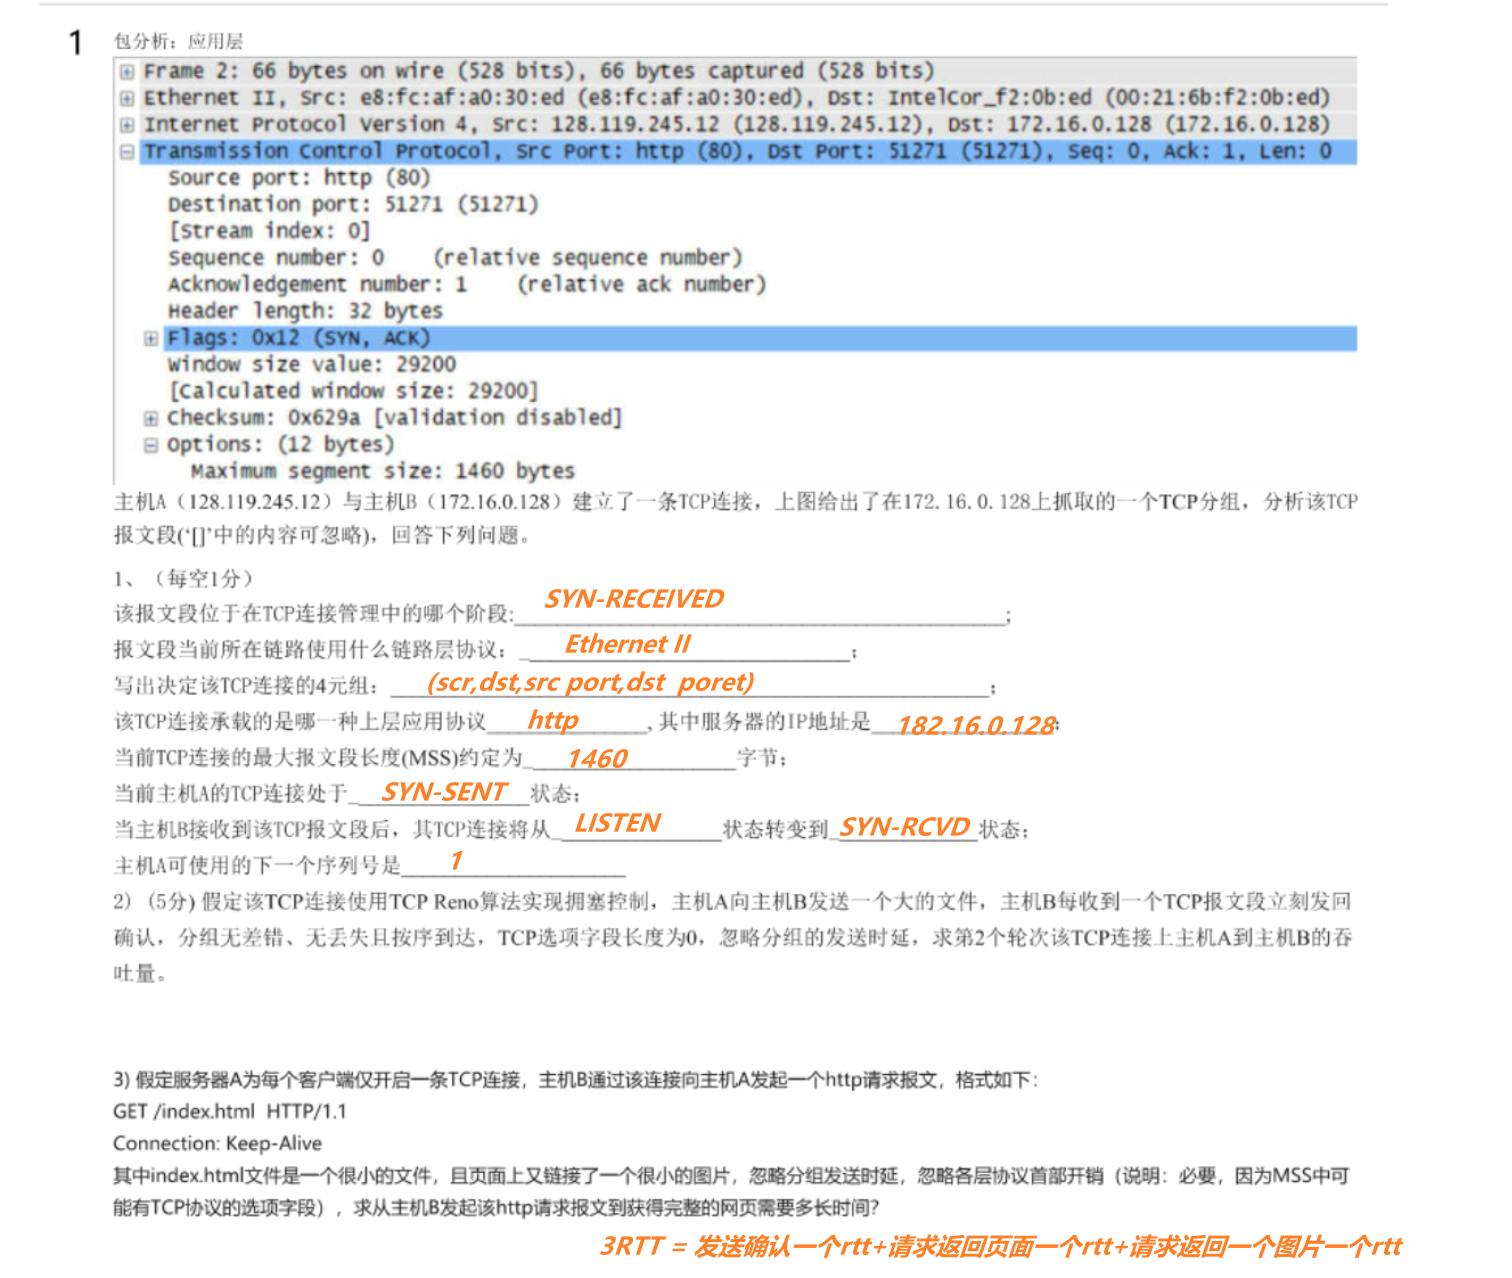 1
包分析：应用层
Frame 2: 66 bytes on wire (528 bits), 66 bytes captured (528 bits)
Ethernet II, Src: e8:fc:af:a0:30:ed (e8:fc:af:a0:30:ed), Dst: IntelCor_f2:0b:ed (00:21:6b:f2:0b:ed)
Internet Protocol Version 4, Src: 128.119.245.12 (128.119.245.12), Dst: 172.16.0.128 (172.16.0.128)
Transmission Control Protocol, Src Port: http (80), Dst Port: 51271 (51271), Seq: 0, Ack: 1, Len: 0
Source port: http (80)
Destination port: 51271 (51271)
[Stream index: 0]
Sequence number: 0    (relative sequence number)
Acknowledgement number: 1    (relative ack number)
Header length: 32 bytes
Flags: 0x12 (SYN, ACK)
Window size value: 29200
[Calculated window size: 29200]
Checksum: 0x629a [validation disabled]
Options: (12 bytes)
Maximum segment size: 1460 bytes
主机A（128.119.245.12）与主机B（172.16.0.128）建立了一条TCP连接，上图给出了在172.16.0.128上抓取的一个TCP分组，分析该TCP
报文段(‘[]’中的内容可忽略)，回答下列问题。
1、（每空1分）
该报文段位于在TCP连接管理中的哪个阶段:SYN-RECEIVED;
报文段当前所在链路使用什么链路层协议：Ethernet II;
写出决定该TCP连接的4元组：(scr,dst,src port,dst poret);
该TCP连接承载的是哪一种上层应用协议http,其中服务器的IP地址是182.16.0.128;
当前TCP连接的最大报文段长度(MSS)约定为1460字节;
当前主机A的TCP连接处于SYN-SENT状态;
当主机B接收到该TCP报文段后，其TCP连接将从LISTEN状态转变到SYN-RCVD状态;
主机A可使用的下一个序列号是1
2）(5分) 假定该TCP连接使用TCP Reno算法实现拥塞控制，主机A向主机B发送一个大的文件，主机B每收到一个TCP报文段立刻发回
确认，分组无差错、无丢失且按序到达，TCP选项字段长度为0，忽略分组的发送时延，求第2个轮次该TCP连接上主机A到主机B的吞
吐量。
3) 假定服务器A为每个客户端仅开启一条TCP连接，主机B通过该连接向主机A发起一个http请求报文，格式如下：
GET /index.html HTTP/1.1
Connection: Keep-Alive
其中index.html文件是一个很小的文件，且页面上又链接了一个很小的图片，忽略分组发送时延，忽略各层协议首部开销（说明：必要，因为MSS中可
能有TCP协议的选项字段），求从主机B发起该http请求报文到获得完整的网页需要多长时间?
3RTT = 发送确认一个rtt+请求返回页面一个rtt+请求返回一个图片一个rtt